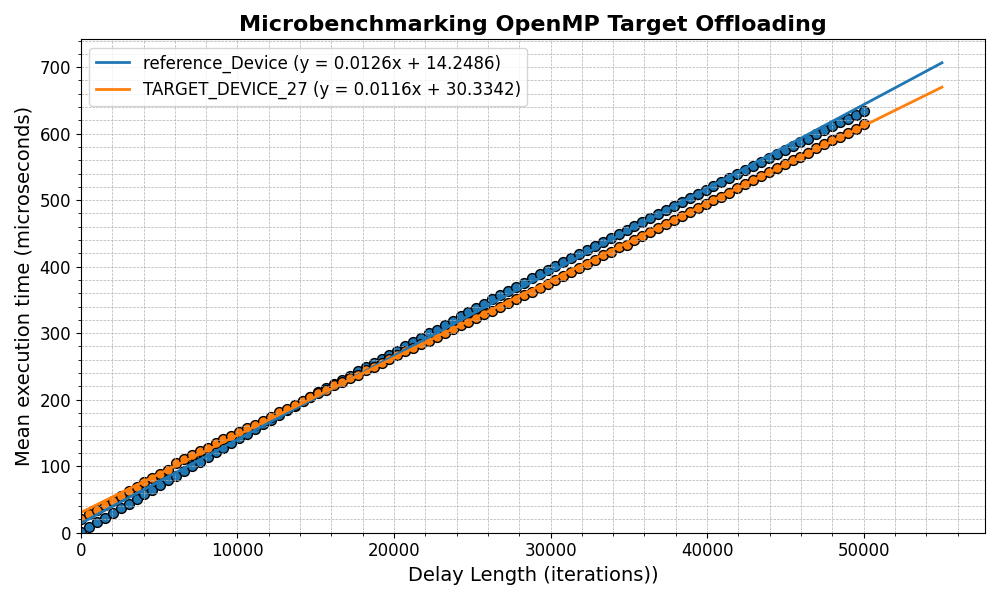 Microbenchmarking OpenMP Target Offloading
reference_Device (y = 0.0126x + 14.2486)
TARGET_DEVICE_27 (y = 0.0116x + 30.3342)
Mean execution time (microseconds)
700
600
500
400
300
200
100
0
0 10000 20000 30000 40000 50000
Delay Length (iterations))